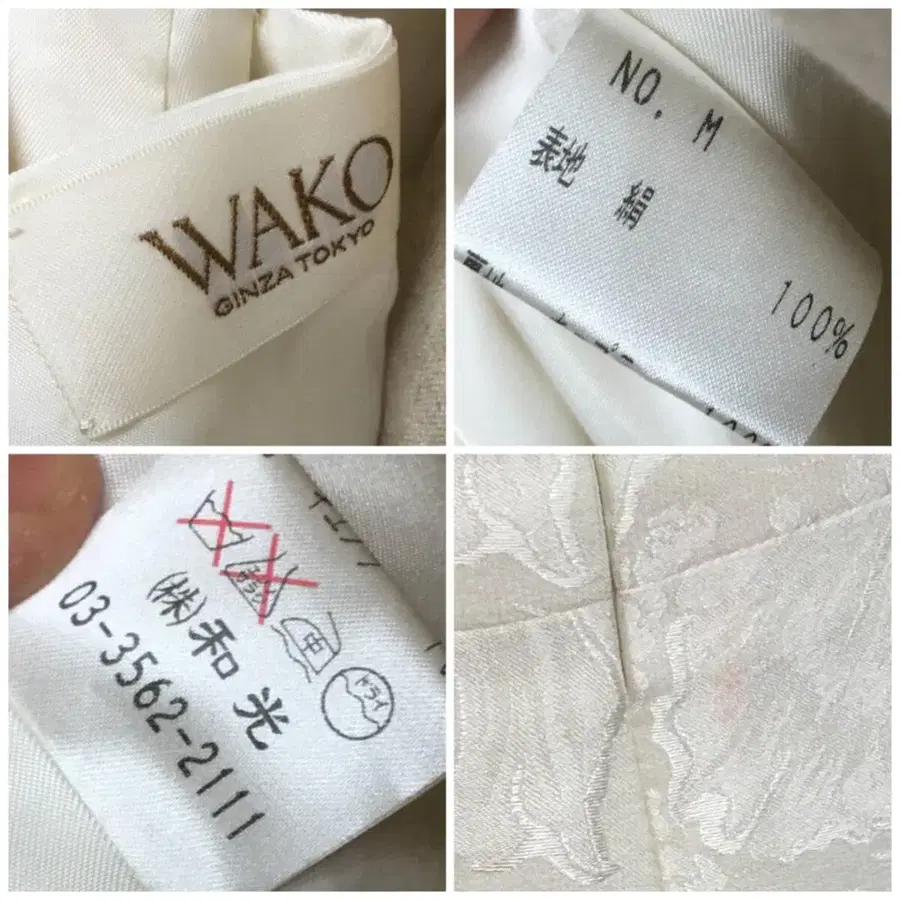 WAKO
GINZA TOKYO
NO. M
表地
絹
100%
(株)和光
03-3562-2111
中
ドライ